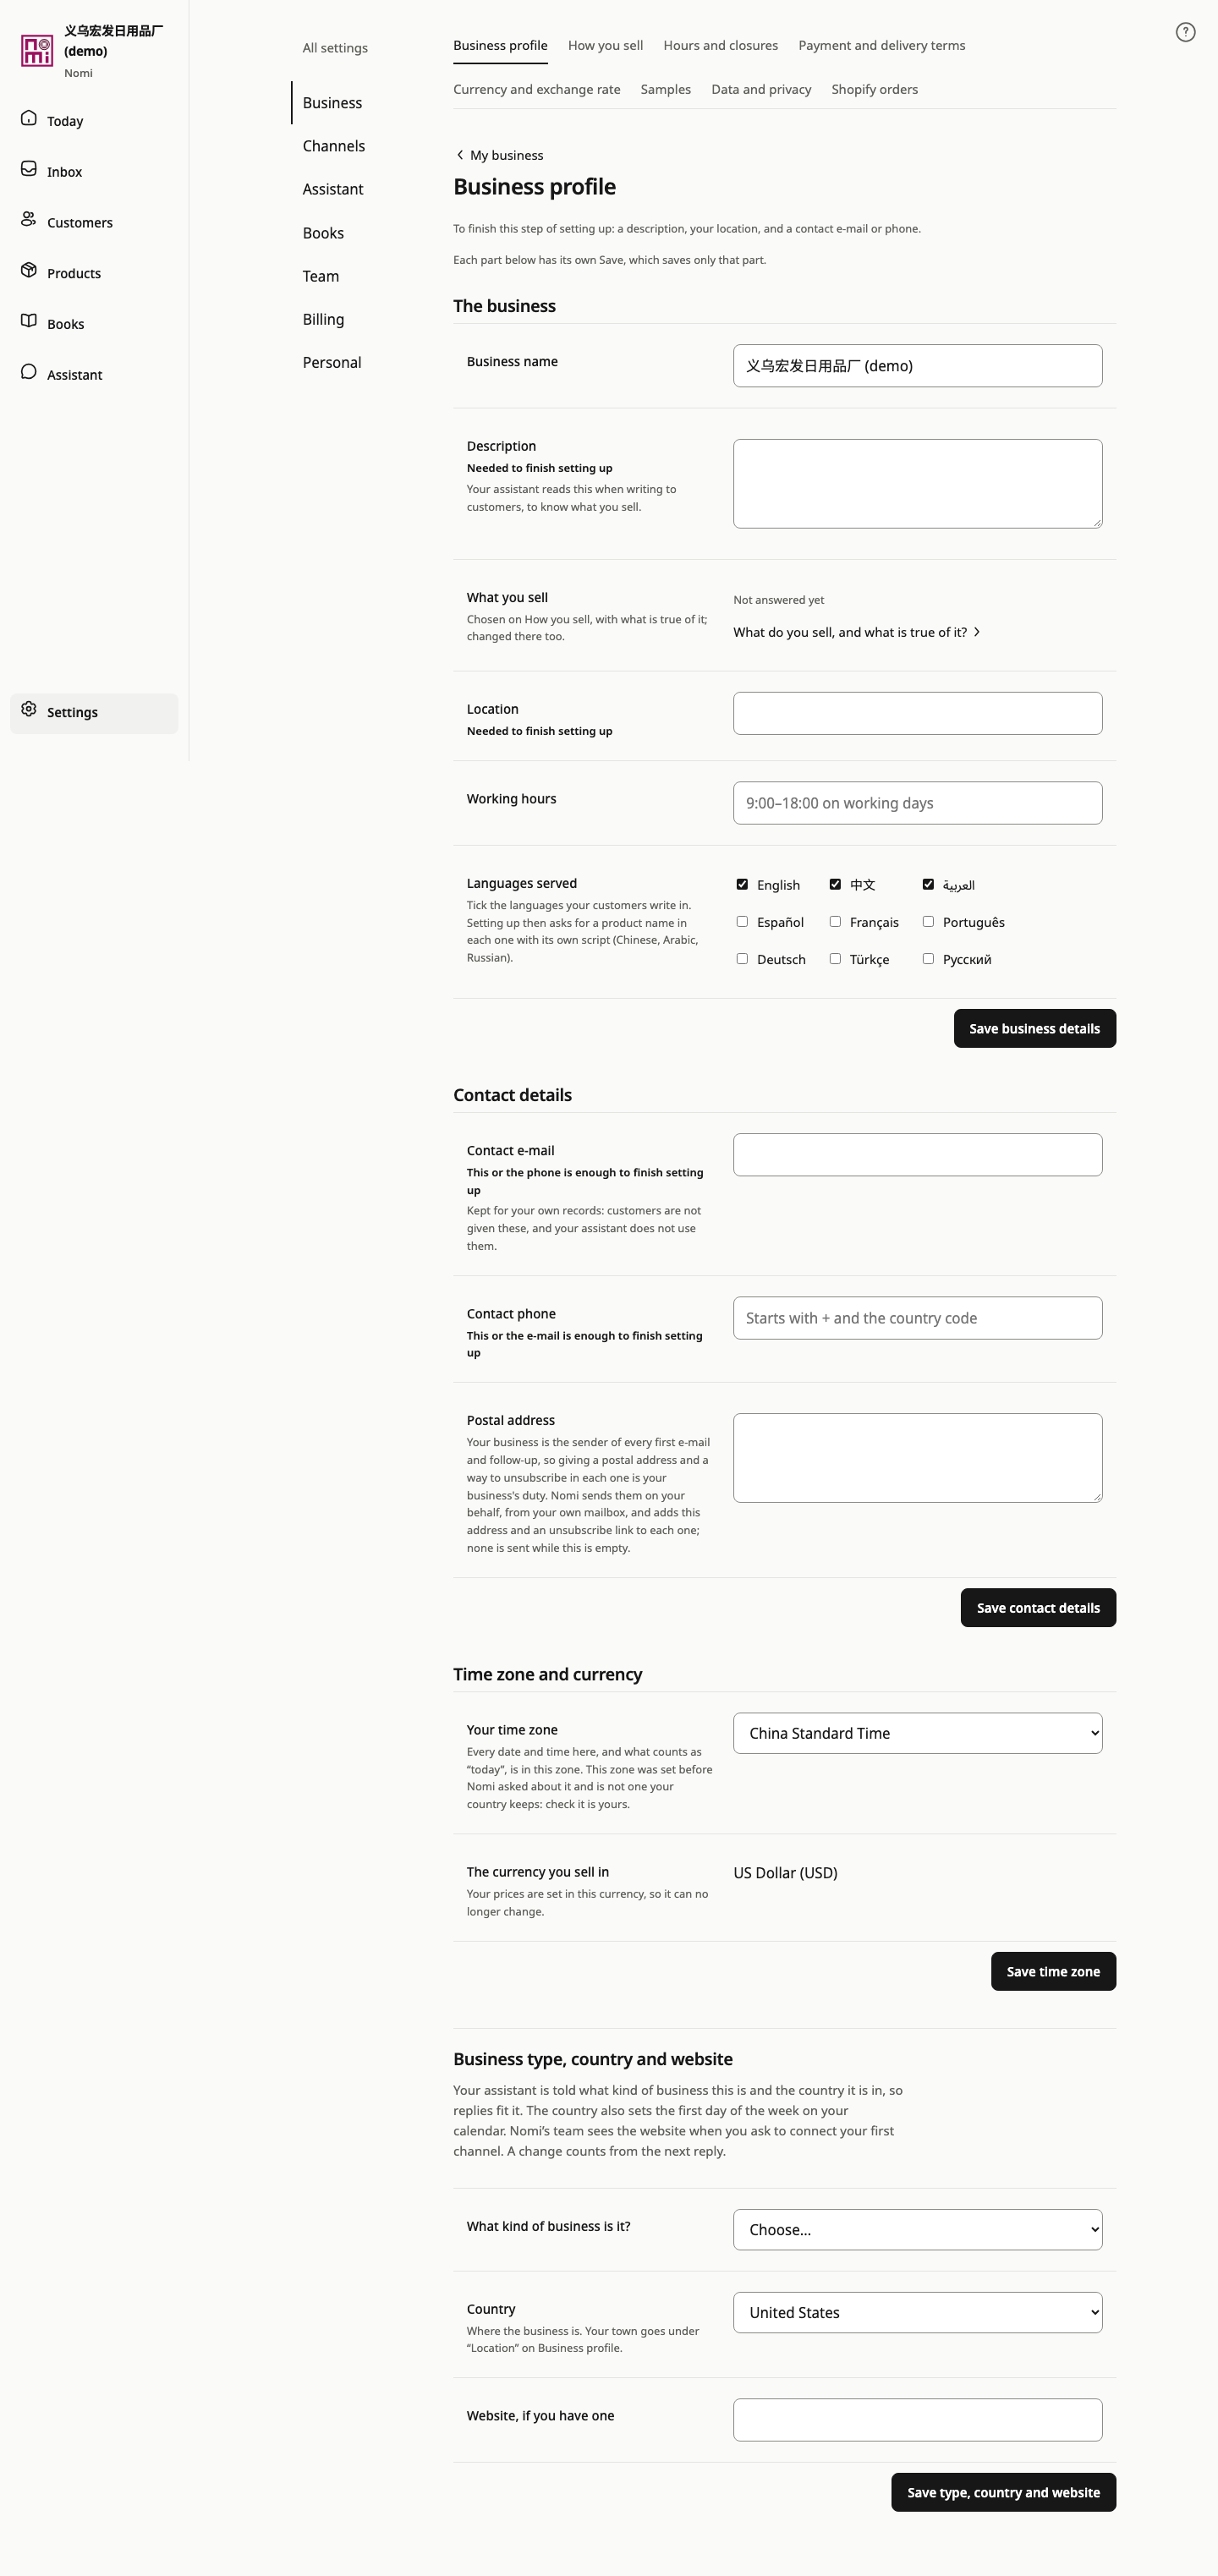 义乌宏发日用品厂
(demo)
Nomi
Today
Inbox
Customers
Products
Books
Assistant
Settings
All settings
Business
Channels
Assistant
Books
Team
Billing
Personal
Business profile How you sell Hours and closures Payment and delivery terms
Currency and exchange rate Samples Data and privacy Shopify orders
My business
Business profile
To finish this step of setting up: a description, your location, and a contact e-mail or phone.
Each part below has its own Save, which saves only that part.
The business
Business name
义乌宏发日用品厂 (demo)
Description
Needed to finish setting up
Your assistant reads this when writing to
customers, to know what you sell.
What you sell
Chosen on How you sell, with what is true of it;
changed there too.
Not answered yet
What do you sell, and what is true of it?
Location
Needed to finish setting up
Working hours
9:00–18:00 on working days
Languages served
Tick the languages your customers write in.
Setting up then asks for a product name in
each one with its own script (Chinese, Arabic,
Russian).
English 中文 العربية
Español Français Português
Deutsch Türkçe Русский
Save business details
Contact details
Contact e-mail
This or the phone is enough to finish setting
up
Kept for your own records: customers are not
given these, and your assistant does not use
them.
Contact phone
This or the e-mail is enough to finish setting
up
Starts with + and the country code
Postal address
Your business is the sender of every first e-mail
and follow-up, so giving a postal address and a
way to unsubscribe in each one is your
business's duty. Nomi sends them on your
behalf, from your own mailbox, and adds this
address and an unsubscribe link to each one;
none is sent while this is empty.
Save contact details
Time zone and currency
Your time zone
Every date and time here, and what counts as
“today”, is in this zone. This zone was set before
Nomi asked about it and is not one your
country keeps: check it is yours.
China Standard Time
The currency you sell in
Your prices are set in this currency, so it can no
longer change.
US Dollar (USD)
Save time zone
Business type, country and website
Your assistant is told what kind of business this is and the country it is in, so
replies fit it. The country also sets the first day of the week on your
calendar. Nomi’s team sees the website when you ask to connect your first
channel. A change counts from the next reply.
What kind of business is it?
Choose…
Country
Where the business is. Your town goes under
“Location” on Business profile.
United States
Website, if you have one
Save type, country and website